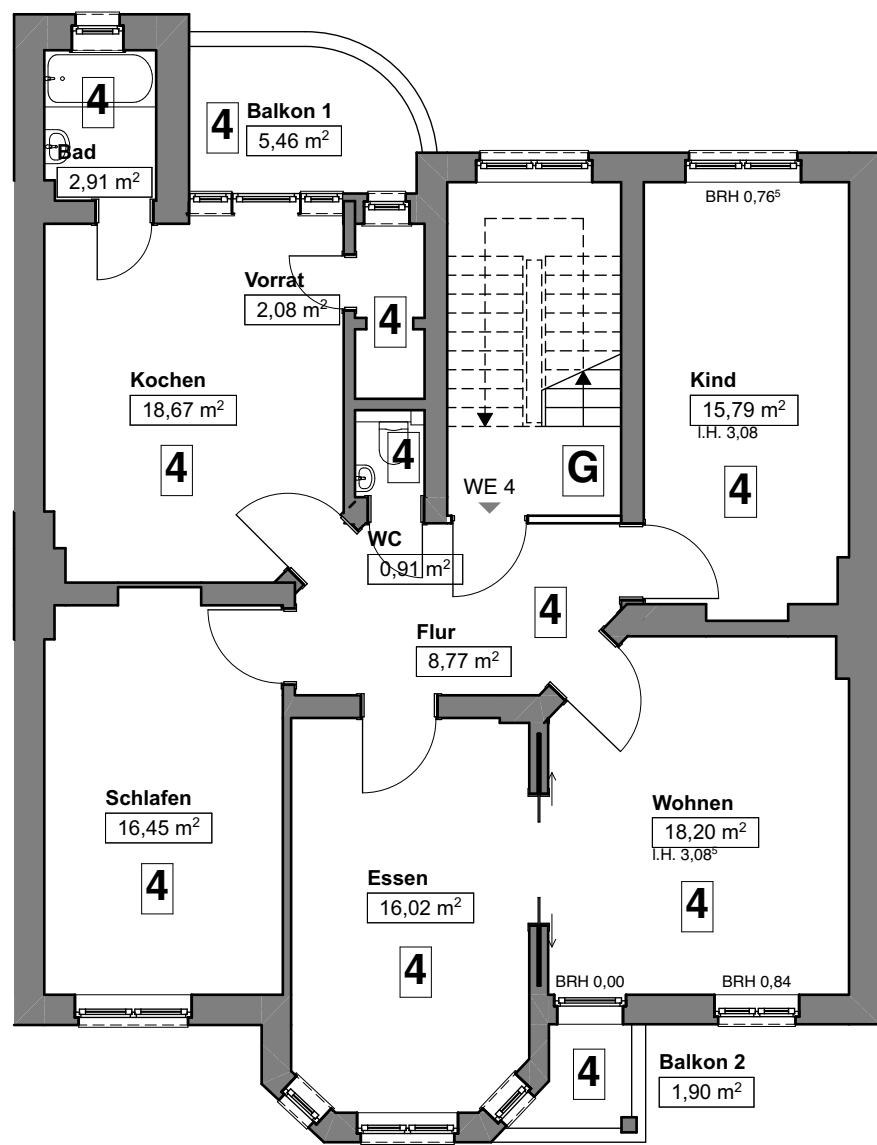 4
Bad
2,91 m²
4
Balkon 1
5,46 m²
BRH 0,76⁵
Vorrat
2,08 m²
4
Kochen
18,67 m²
4
4
WC
0,91 m²
WE 4
G
Kind
15,79 m²
l.H. 3,08
4
Flur
8,77 m²
4
Schlafen
16,45 m²
4
Essen
16,02 m²
4
Wohnen
18,20 m²
l.H. 3,08⁵
4
BRH 0,00
BRH 0,84
4
Balkon 2
1,90 m²